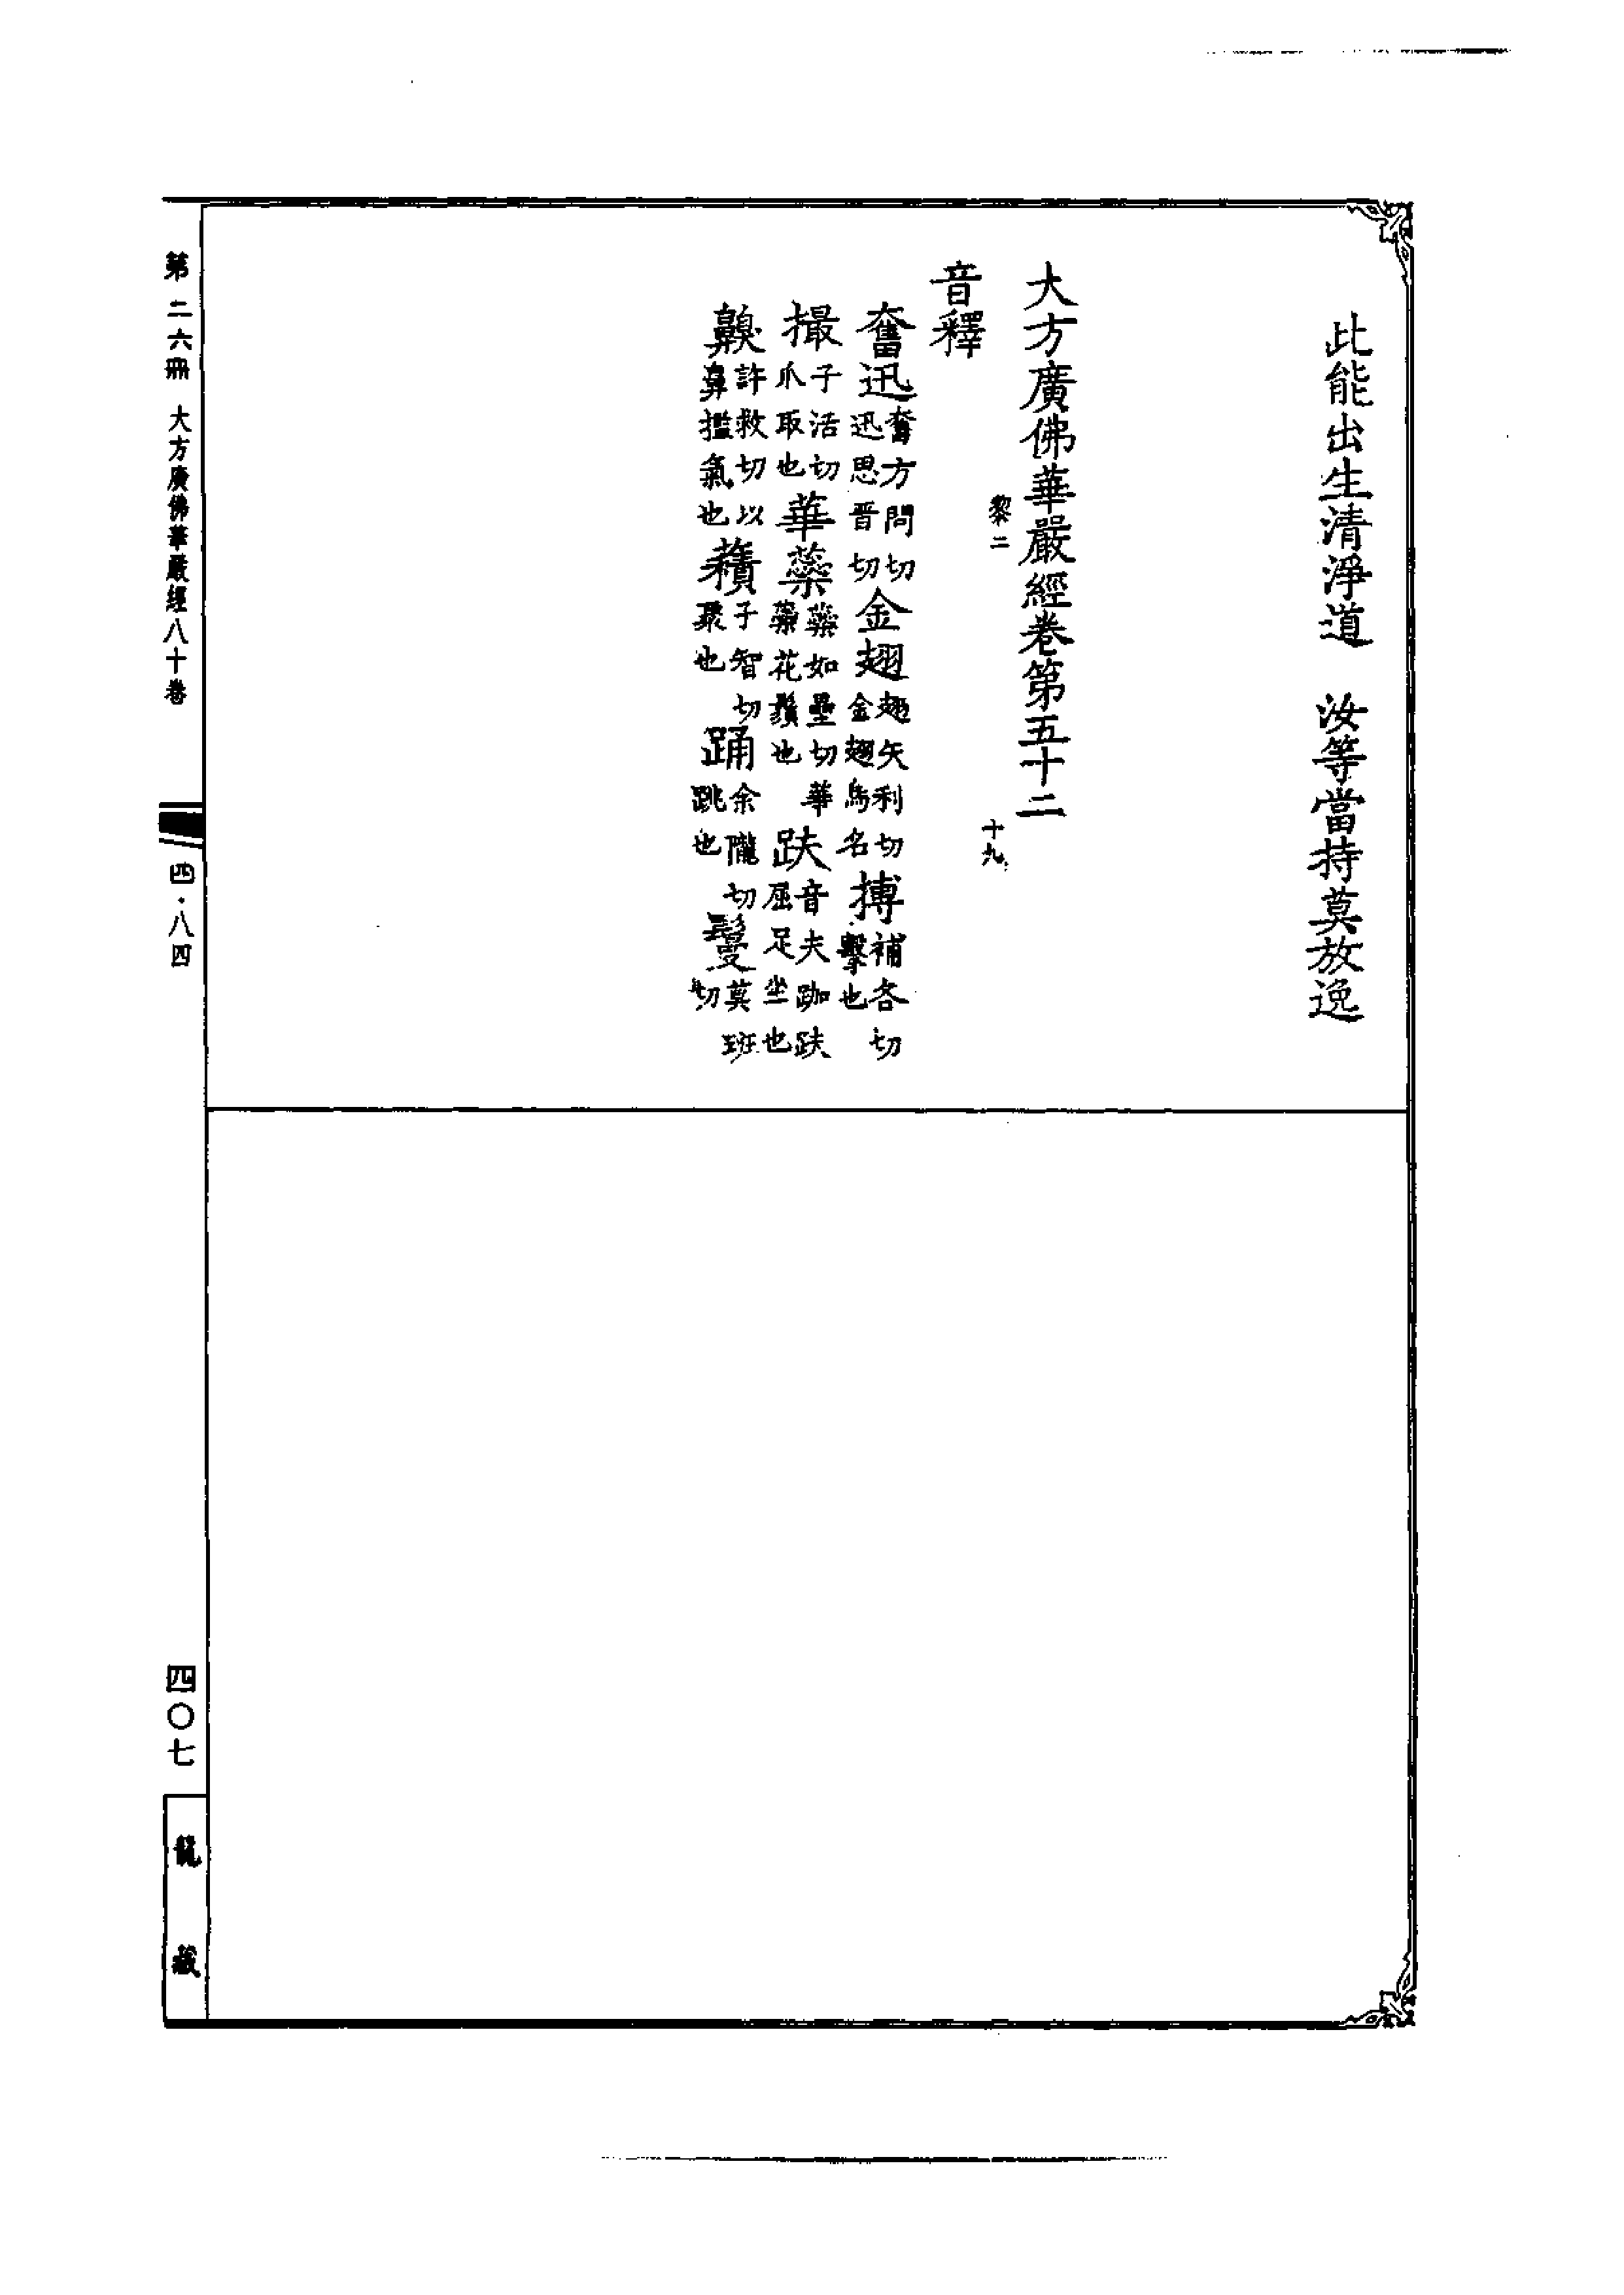 此能出生清淨道　汝等當持莫放逸
大方廣佛華嚴經卷第五十二
黎二　十九
音釋
奮迅奮方問切迅思晉切金翅翅矢利切金翅鳥名搏補各切擊也
撮子活切爪取也華蘂蘂如壘切華蘂花鬚也趺音夫跏趺屈足坐也
齅許救切以鼻揽氣也積子智切聚也踊余隴切跳也鬘莫班切
第二六冊　大方廣佛華嚴經八十卷
四·八四
四〇七
龍藏